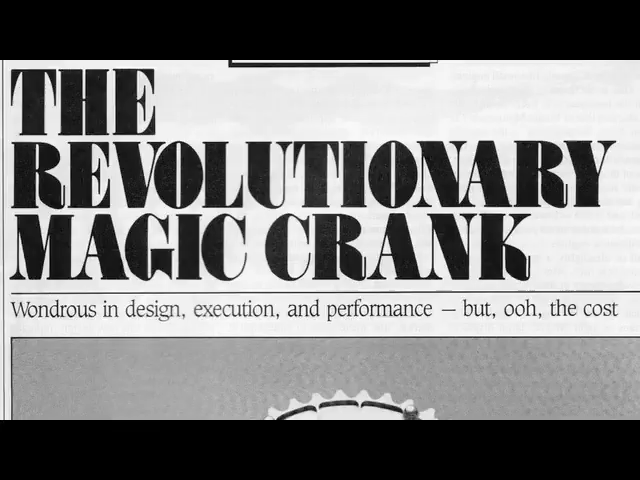 THE
REVOLUTIONARY
MAGIC CRANK
Wondrous in design, execution, and performance — but, ooh, the cost